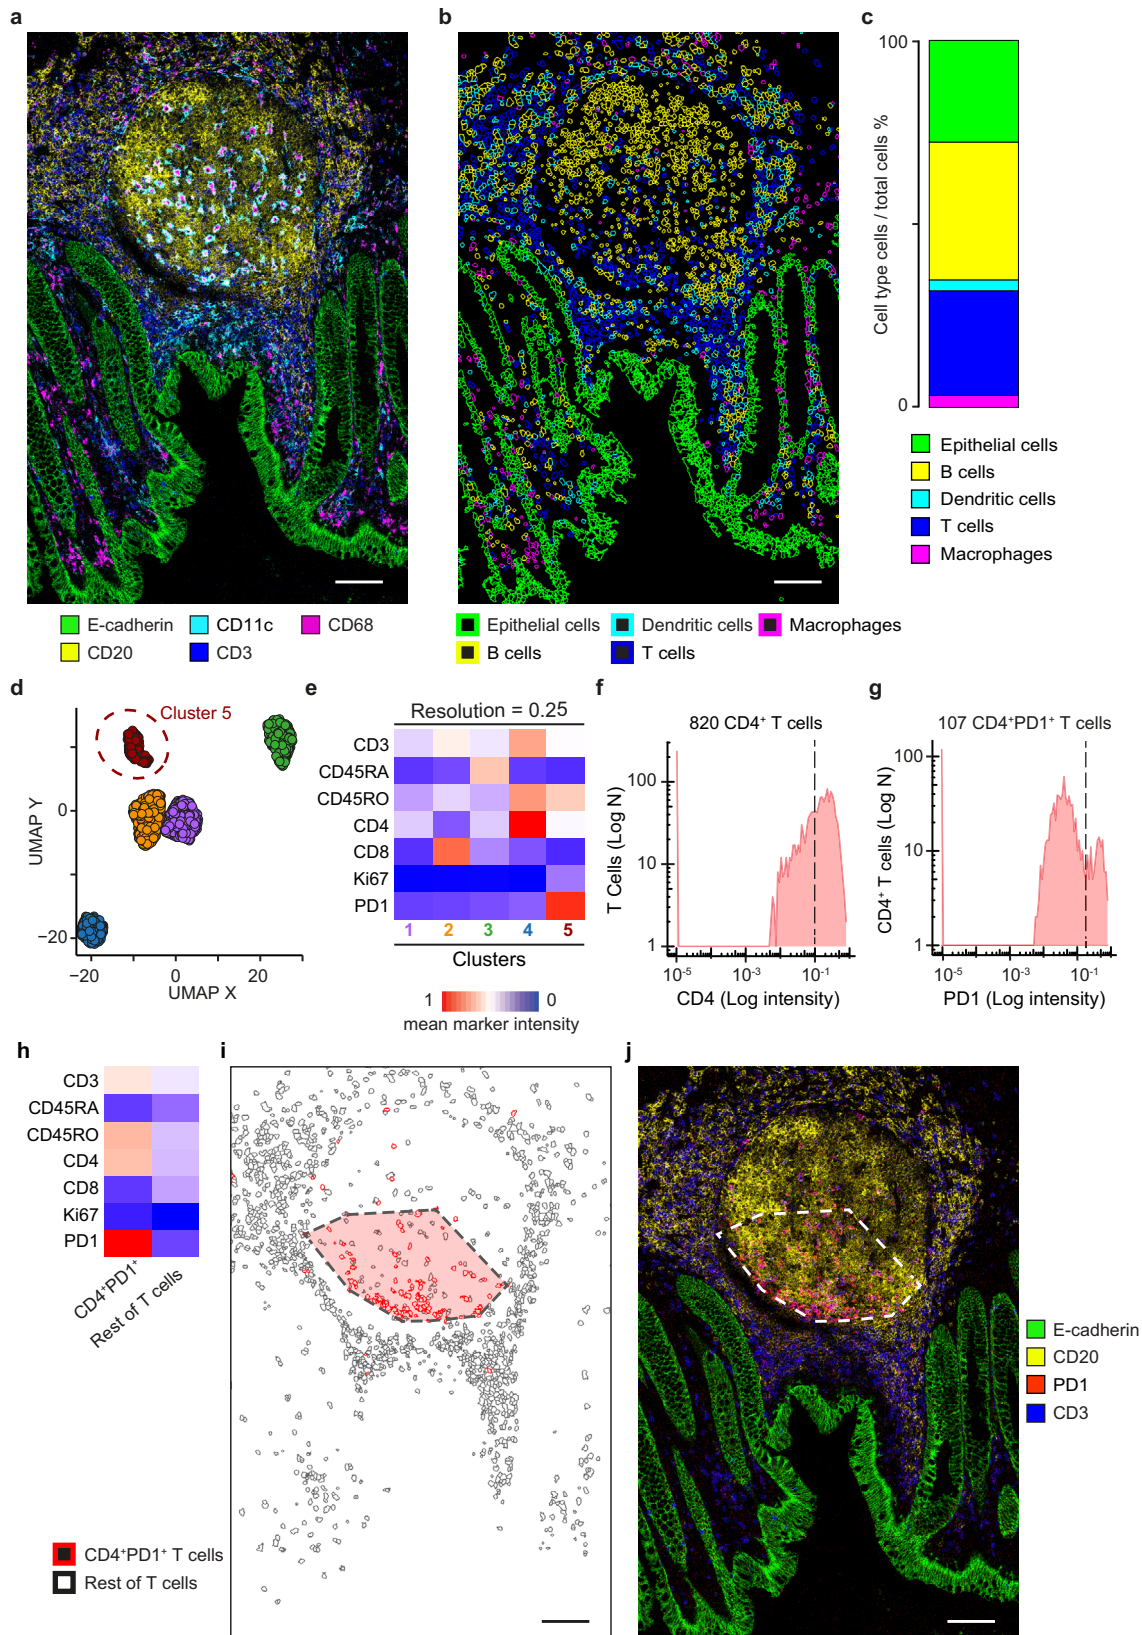 a
b
c
100
Cell type cells / total cells %
0
Epithelial cells
B cells
Dendritic cells
T cells
Macrophages
E-cadherin
CD11c
CD68
CD20
CD3
Epithelial cells
Dendritic cells
Macrophages
B cells
T cells
d
Cluster 5
UMAP Y
0
−20
−20
0
20
UMAP X
e
Resolution = 0.25
CD3
CD45RA
CD45RO
CD4
CD8
Ki67
PD1
1 2 3 4 5
Clusters
1 0
mean marker intensity
f
820 CD4⁺ T cells
T Cells (Log N)
100
10
1
10⁻⁵ 10⁻³ 10⁻¹
CD4 (Log intensity)
g
107 CD4⁺PD1⁺ T cells
CD4⁺ T cells (Log N)
100
10
1
10⁻⁵ 10⁻³ 10⁻¹
PD1 (Log intensity)
h
CD3
CD45RA
CD45RO
CD4
CD8
Ki67
PD1
CD4⁺PD1⁺
Rest of T cells
i
CD4⁺PD1⁺ T cells
Rest of T cells
j
E-cadherin
CD20
PD1
CD3